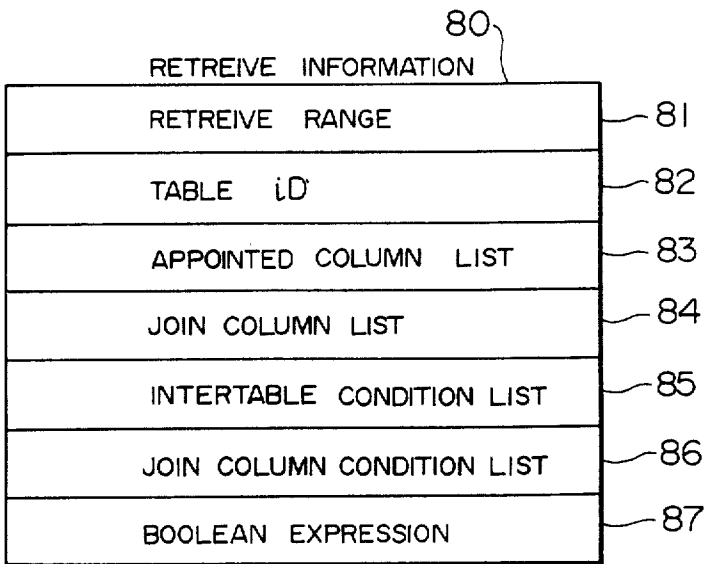 80
RETREIVE INFORMATION
RETREIVE RANGE 81
TABLE iD 82
APPOINTED COLUMN LIST 83
JOIN COLUMN LIST 84
INTERTABLE CONDITION LIST 85
JOIN COLUMN CONDITION LIST 86
BOOLEAN EXPRESSION 87